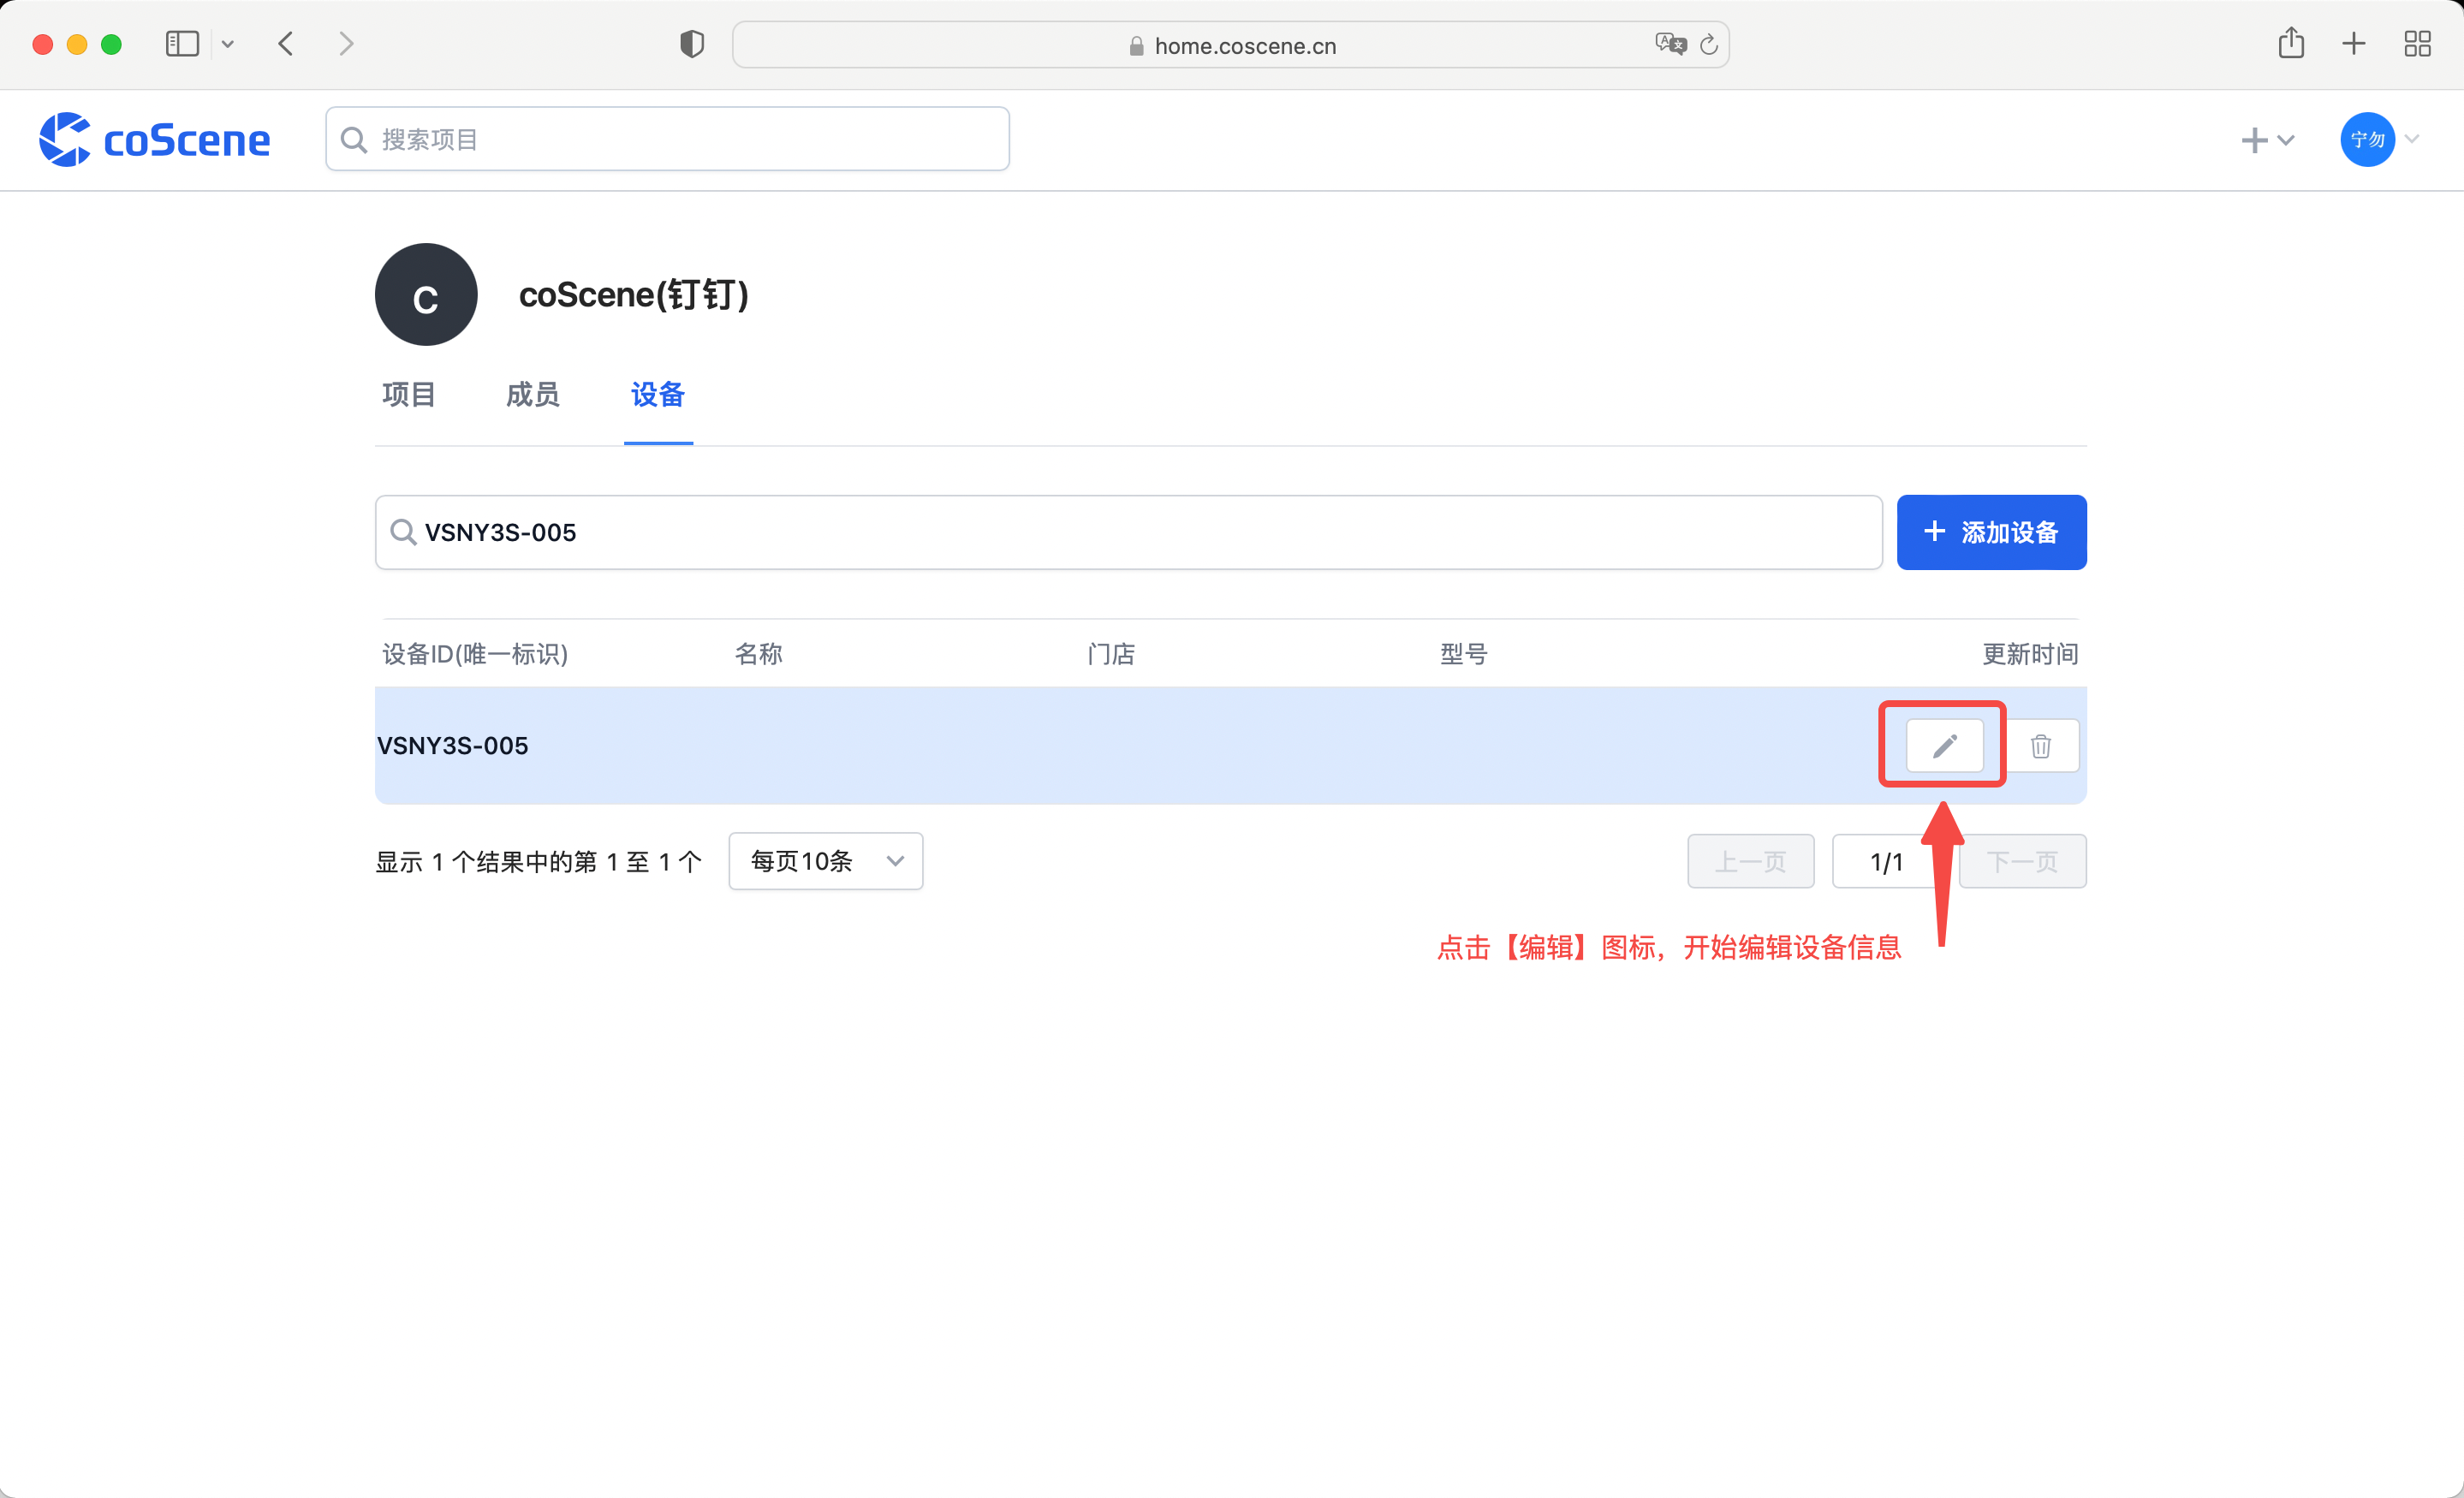 home.coscene.cn
coScene
搜索项目
宁勿
C
coScene(钉钉)
项目 成员 设备
VSNY3S-005
添加设备
设备ID(唯一标识) 名称 门店 型号 更新时间
VSNY3S-005
显示 1 个结果中的第 1 至 1 个 每页10条 上一页 1/1 下一页
点击【编辑】图标，开始编辑设备信息